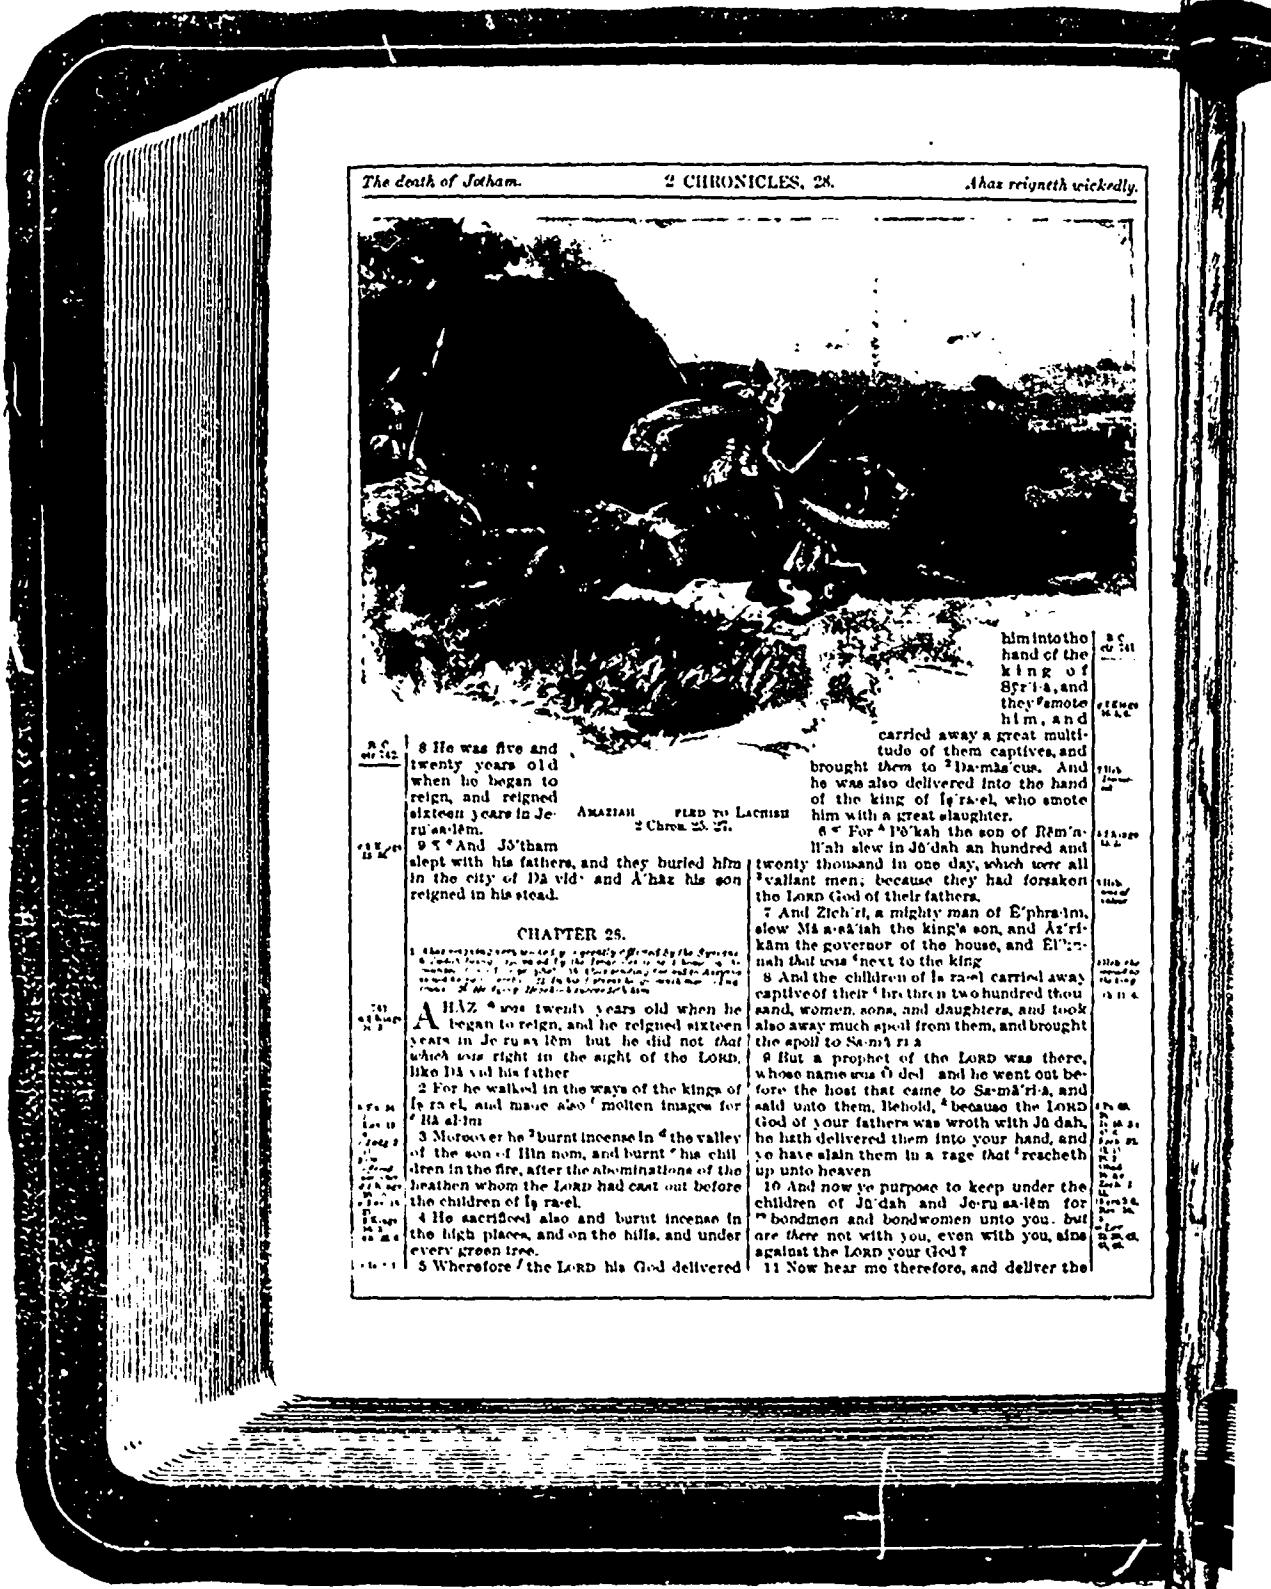 The death of Jotham.
2 CHRONICLES, 28.
Ahaz reigneth wickedly.
B. C.
cir. 742.
8 He was five and
twenty years old
when he began to
reign, and reigned
sixteen years in Je-
ru'sa-lĕm.
9 ¶ And Jō'tham
slept with his fathers, and they buried him
in the city of Dā vid· and Ā'hăz his son
reigned in his stead.
AMAZIAH FLED TO LACHISH
2 Chron. 25. 27.
CHAPTER 28.
AHĂZ was twenty years old when he
began to reign, and he reigned sixteen
years in Je ru sa lĕm but he did not that
which was right in the sight of the LORD,
like Dā vid his father
2 For he walked in the ways of the kings of
Iş ra el, and made also molten images for
Bā al-ĭm
3 Moreover he burnt incense in the valley
of the son of Hin nom, and burnt his chil
dren in the fire, after the abominations of the
heathen whom the LORD had cast out before
the children of Iş ra-el.
4 He sacrificed also and burnt incense in
the high places, and on the hills, and under
every green tree.
5 Wherefore the LORD his God delivered
him into the
hand of the
king of
Sy̆r'ĭ-ȧ, and
they smote
him, and
carried away a great multi-
tude of them captives, and
brought them to Da-măs'cus. And
he was also delivered into the hand
of the king of Iş'ra-el, who smote
him with a great slaughter.
6 ¶ For Pē'kah the son of Rĕm'a-
lī'ah slew in Jū'dah an hundred and
twenty thousand in one day, which were all
valiant men; because they had forsaken
the LORD God of their fathers.
7 And Zĭch'rī, a mighty man of Ē'phra-ĭm,
slew Mā a-sē'iah the king's son, and Ăz'rĭ-
kăm the governor of the house, and Ĕl'ka-
nah that was next to the king
8 And the children of Iş ra-el carried away
captive of their brethren two hundred thou
sand, women, sons, and daughters, and took
also away much spoil from them, and brought
the spoil to Sa-mā rĭ a
9 But a prophet of the LORD was there,
whose name was Ō ded and he went out be-
fore the host that came to Sa-mā'rĭ-a, and
said unto them, Behold, because the LORD
God of your fathers was wroth with Jū dah,
he hath delivered them into your hand, and
ye have slain them in a rage that reacheth
up unto heaven
10 And now ye purpose to keep under the
children of Jū'dah and Je-ru sa-lĕm for
bondmen and bondwomen unto you. but
are there not with you, even with you, sins
against the LORD your God?
11 Now hear me therefore, and deliver the
B. C.
cir. 741